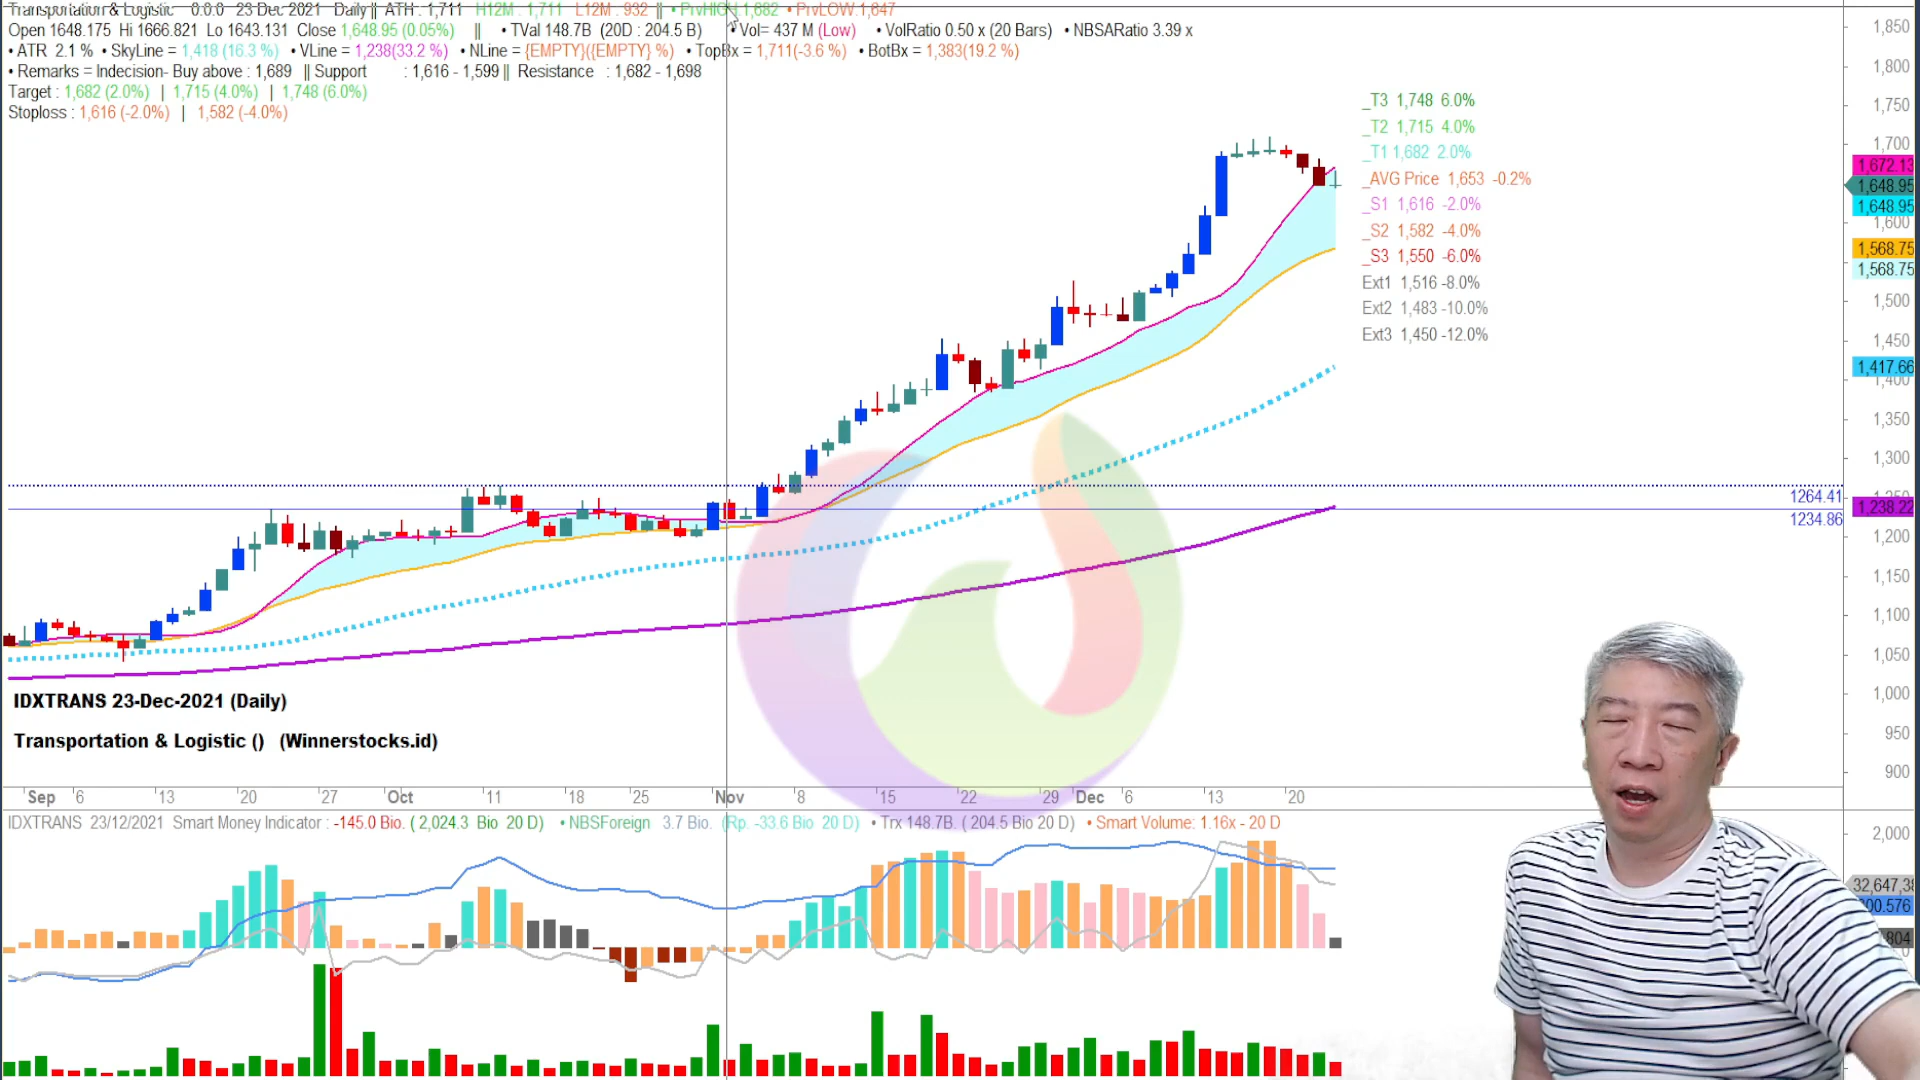 Transportation & Logistic 0.0.0 23 Dec 2021 Daily || ATH : 1,711 H12M : 1,711 L12M : 932 || • PrvHIGH 1,682 • PrvLOW 1,647
Open 1648.175 Hi 1666.821 Lo 1643.131 Close 1,648.95 (0.05%) || • TVal 148.7B (20D : 204.5 B) • Vol= 437 M (Low) • VolRatio 0.50 x (20 Bars) • NBSARatio 3.39 x
• ATR 2.1 % • SkyLine = 1,418 (16.3 %) • VLine = 1,238(33.2 %) • NLine = {EMPTY}({EMPTY} %) • TopBx = 1,711(-3.6 %) • BotBx = 1,383(19.2 %)
• Remarks = Indecision- Buy above : 1,689 || Support : 1,616 - 1,599 || Resistance : 1,682 - 1,698
Target : 1,682 (2.0%) | 1,715 (4.0%) | 1,748 (6.0%)
Stoploss : 1,616 (-2.0%) | 1,582 (-4.0%)
_T3 1,748 6.0%
_T2 1,715 4.0%
_T1 1,682 2.0%
_AVG Price 1,653 -0.2%
_S1 1,616 -2.0%
_S2 1,582 -4.0%
_S3 1,550 -6.0%
Ext1 1,516 -8.0%
Ext2 1,483 -10.0%
Ext3 1,450 -12.0%
1,850
1,800
1,750
1,700
1,672.13
1,648.95
1,648.95
1,600
1,568.75
1,568.75
1,500
1,450
1,417.66
1,400
1,350
1,300
1264.41
1,238.22
1234.86
1,200
1,150
1,100
1,050
1,000
950
900
IDXTRANS 23-Dec-2021 (Daily)
Transportation & Logistic () (Winnerstocks.id)
Sep 6 13 20 27 Oct 11 18 25 Nov 8 15 22 29 Dec 6 13 20
IDXTRANS 23/12/2021 Smart Money Indicator : -145.0 Bio. ( 2,024.3 Bio 20 D) • NBSForeign 3.7 Bio. (Rp. -33.6 Bio 20 D) • Trx 148.7B. ( 204.5 Bio 20 D) • Smart Volume: 1.16x - 20 D
2,000